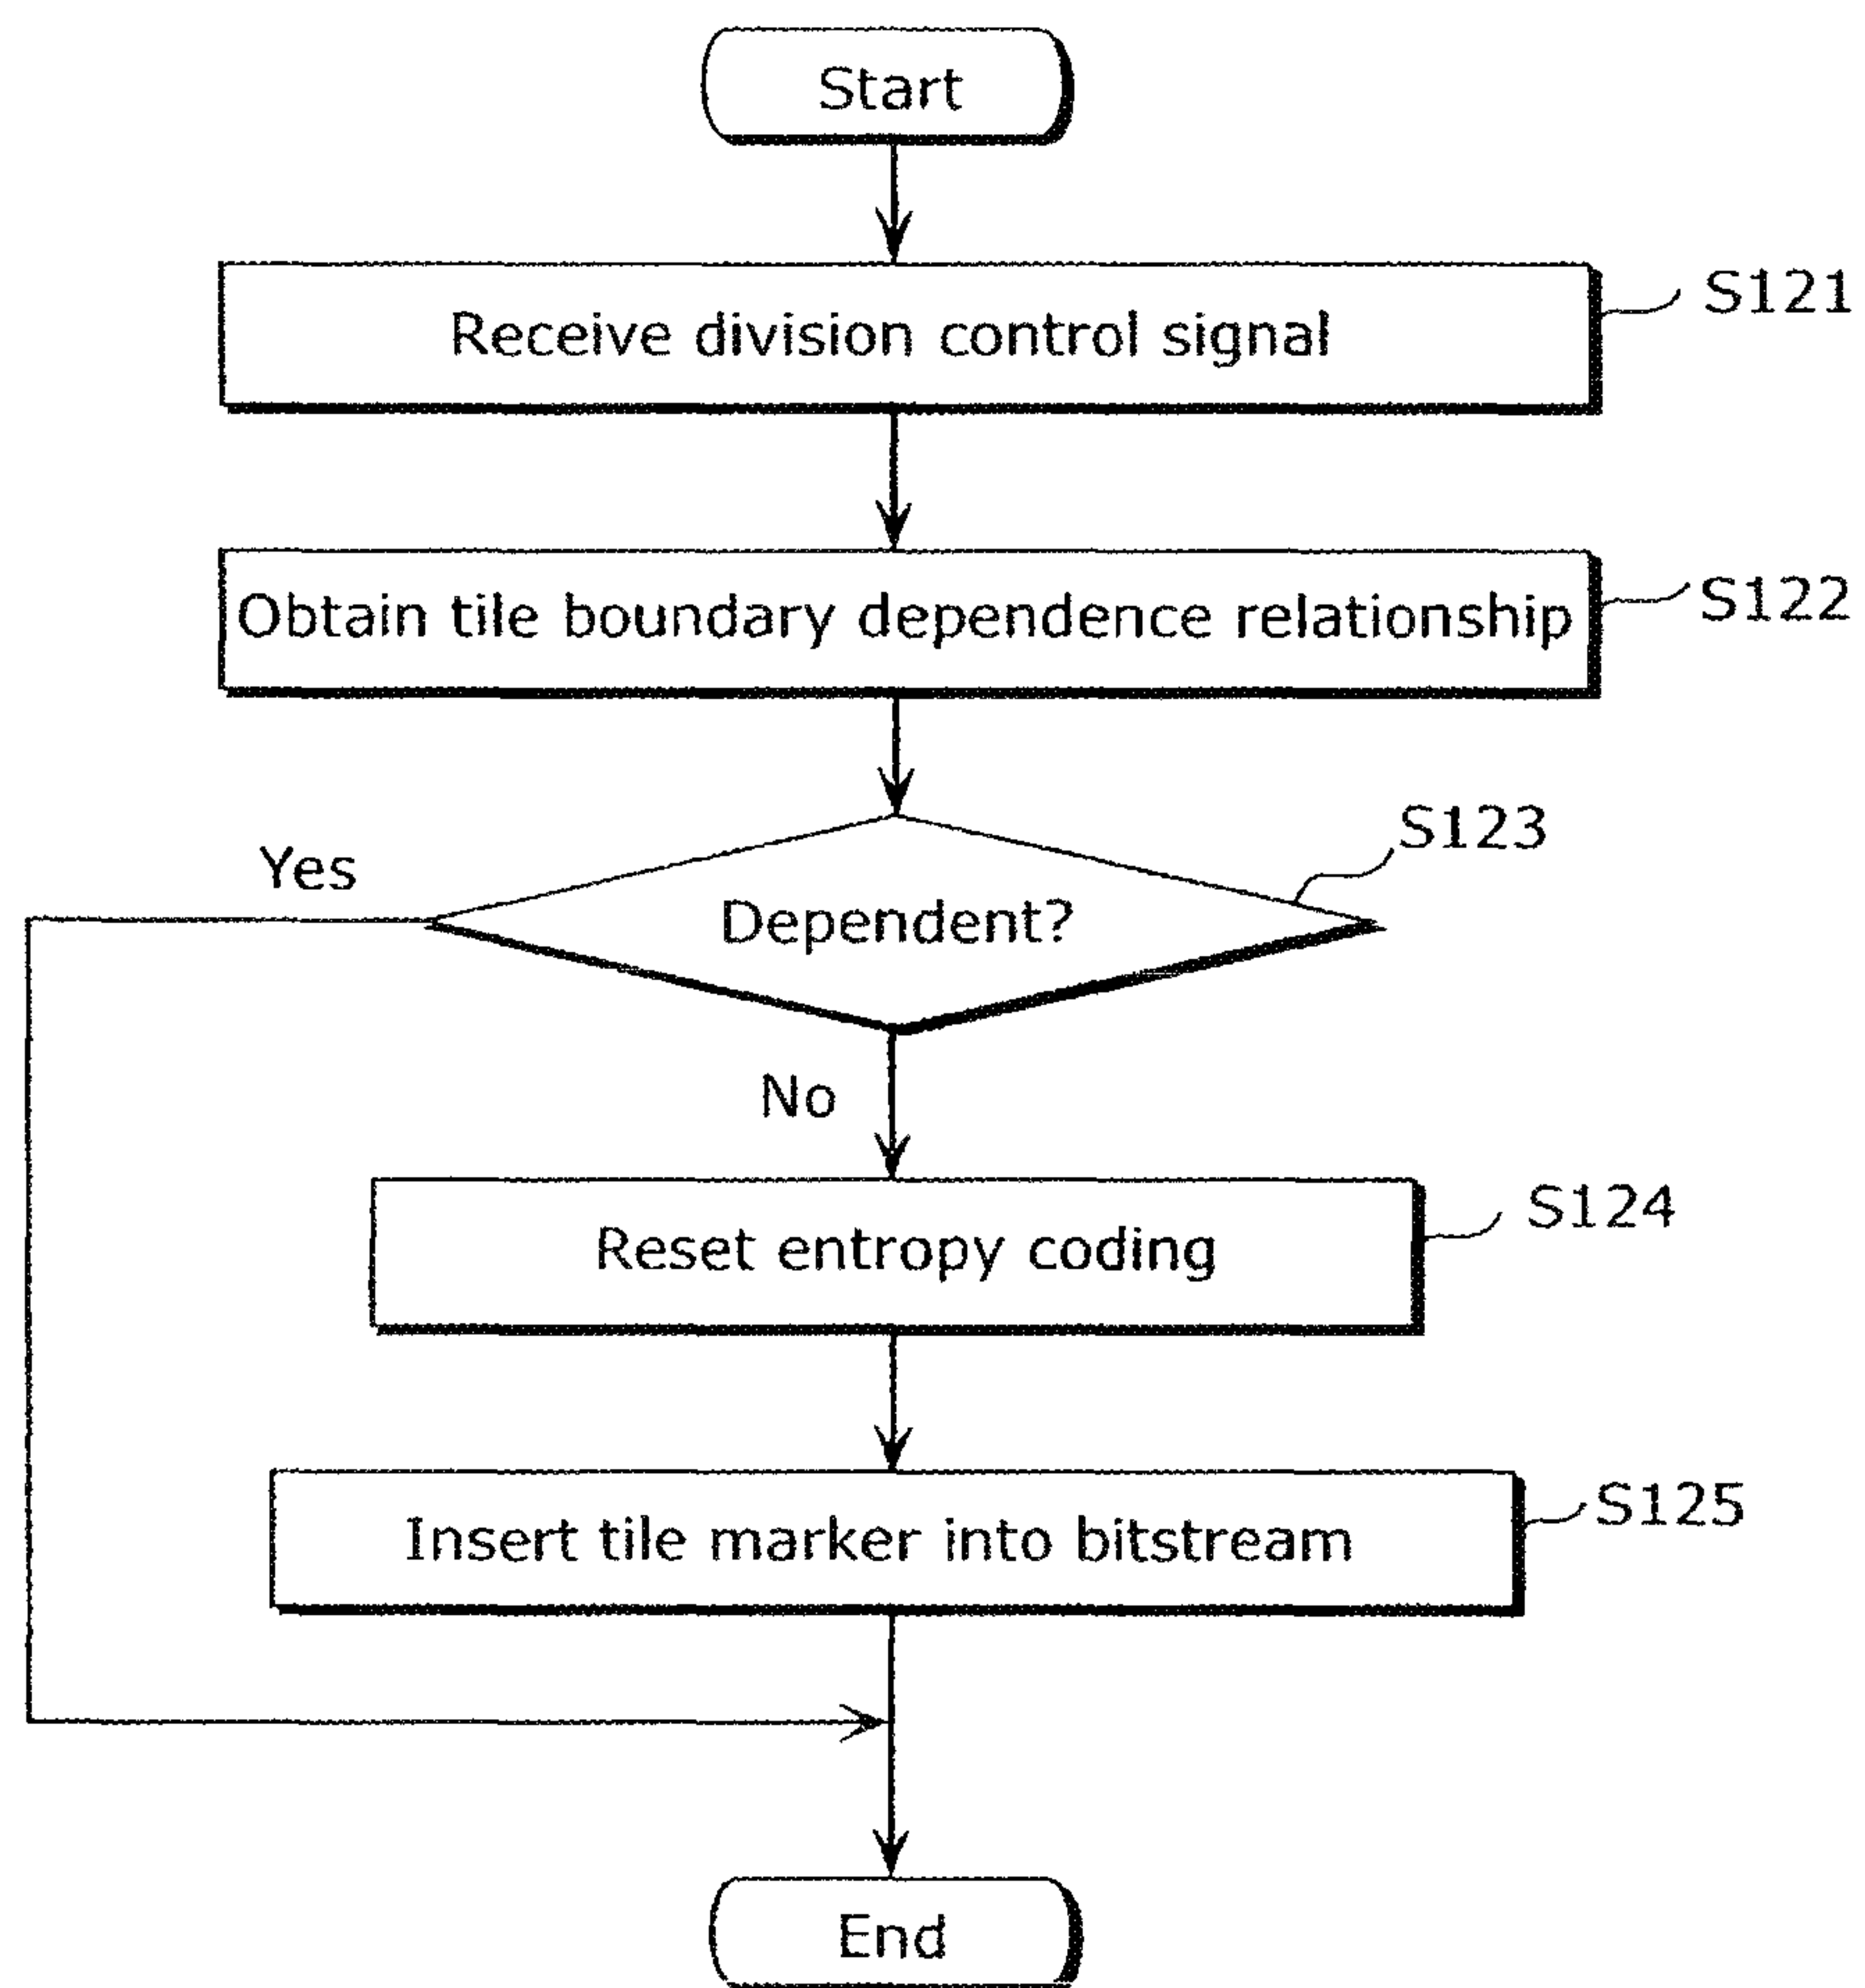 Start
Receive division control signal
S121
Obtain tile boundary dependence relationship
S122
S123
Yes
Dependent?
No
S124
Reset entropy coding
S125
Insert tile marker into bitstream
End